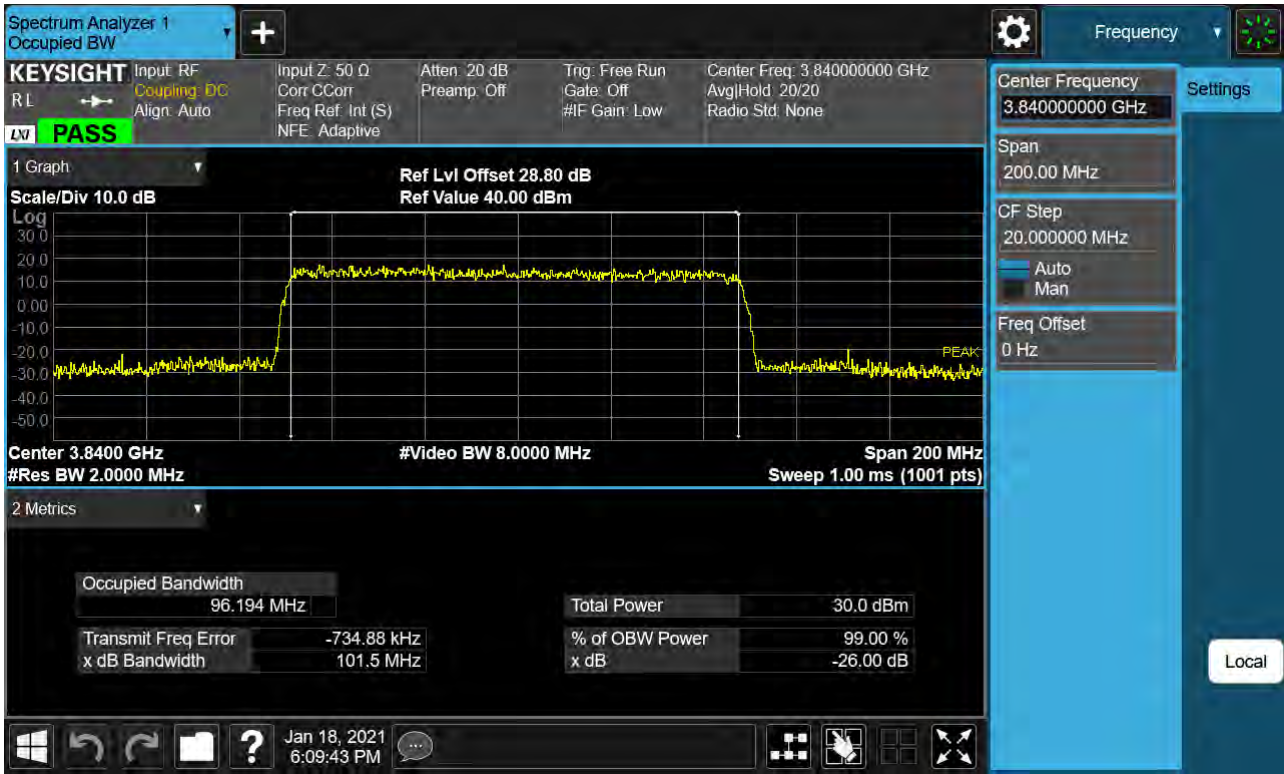 Spectrum Analyzer 1
Occupied BW
Frequency
KEYSIGHT
RL
LXI
PASS
Input: RF
Coupling: DC
Align: Auto
Input Z: 50 Ω
Corr CCorr
Freq Ref: Int (S)
NFE: Adaptive
Atten: 20 dB
Preamp: Off
Trig: Free Run
Gate: Off
#IF Gain: Low
Center Freq: 3.840000000 GHz
Avg|Hold: 20/20
Radio Std: None
Center Frequency
3.840000000 GHz
Span
200.00 MHz
CF Step
20.000000 MHz
Auto
Man
Freq Offset
0 Hz
Settings
Local
1 Graph
Scale/Div 10.0 dB
Ref Lvl Offset 28.80 dB
Ref Value 40.00 dBm
Log
30.0
20.0
10.0
0.00
-10.0
-20.0
-30.0
-40.0
-50.0
PEAK
Center 3.8400 GHz
#Video BW 8.0000 MHz
Span 200 MHz
#Res BW 2.0000 MHz
Sweep 1.00 ms (1001 pts)
2 Metrics
Occupied Bandwidth
96.194 MHz
Total Power 30.0 dBm
Transmit Freq Error -734.88 kHz
% of OBW Power 99.00 %
x dB Bandwidth 101.5 MHz
x dB -26.00 dB
Jan 18, 2021
6:09:43 PM